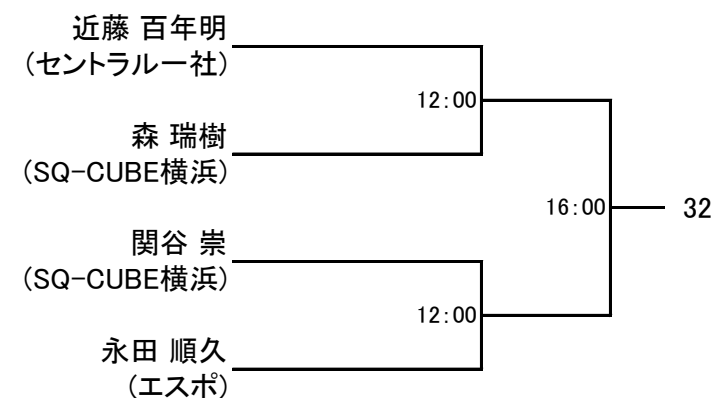 近藤 百年明
(セントラル一社)
12:00
森 瑞樹
(SQ-CUBE横浜)
16:00
32
関谷 崇
(SQ-CUBE横浜)
12:00
永田 順久
(エスポ)